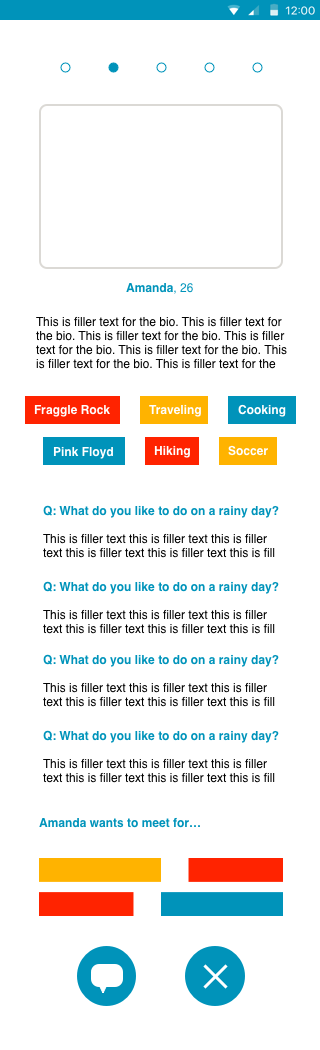 12:00
Amanda, 26
This is filler text for the bio. This is filler text for
the bio. This is filler text for the bio. This is filler
text for the bio. This is filler text for the bio. This
is filler text for the bio. This is filler text for the
Fraggle Rock Traveling Cooking
Pink Floyd Hiking Soccer
Q: What do you like to do on a rainy day?
This is filler text this is filler text this is filler
text this is filler text this is filler text this is fill
Q: What do you like to do on a rainy day?
This is filler text this is filler text this is filler
text this is filler text this is filler text this is fill
Q: What do you like to do on a rainy day?
This is filler text this is filler text this is filler
text this is filler text this is filler text this is fill
Q: What do you like to do on a rainy day?
This is filler text this is filler text this is filler
text this is filler text this is filler text this is fill
Amanda wants to meet for…